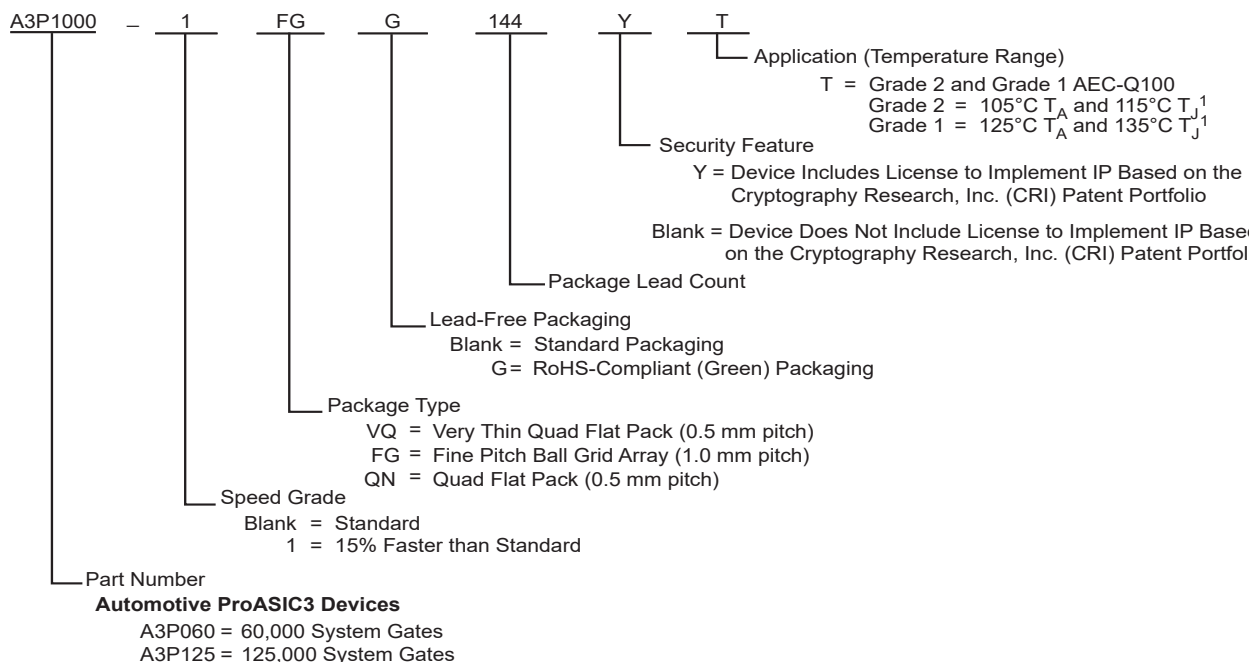 A3P1000 – 1 FG G 144 Y T
Application (Temperature Range)
T = Grade 2 and Grade 1 AEC-Q100
Grade 2 = 105°C TA and 115°C TJ1
Grade 1 = 125°C TA and 135°C TJ1
Security Feature
Y = Device Includes License to Implement IP Based on the
Cryptography Research, Inc. (CRI) Patent Portfolio
Blank = Device Does Not Include License to Implement IP Base
on the Cryptography Research, Inc. (CRI) Patent Portfol
Package Lead Count
Lead-Free Packaging
Blank = Standard Packaging
G= RoHS-Compliant (Green) Packaging
Package Type
VQ = Very Thin Quad Flat Pack (0.5 mm pitch)
FG = Fine Pitch Ball Grid Array (1.0 mm pitch)
QN = Quad Flat Pack (0.5 mm pitch)
Speed Grade
Blank = Standard
1 = 15% Faster than Standard
Part Number
Automotive ProASIC3 Devices
A3P060 = 60,000 System Gates
A3P125 = 125,000 System Gates